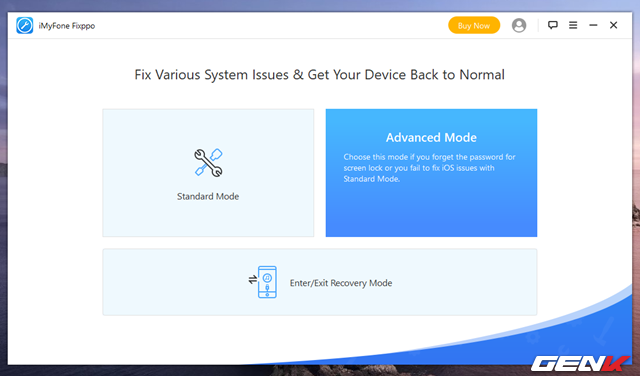 iMyFone Fixppo
Buy Now
Fix Various System Issues & Get Your Device Back to Normal
Standard Mode
Advanced Mode
Choose this mode if you forget the password for
screen lock or you fail to fix iOS issues with
Standard Mode.
Enter/Exit Recovery Mode
GENK